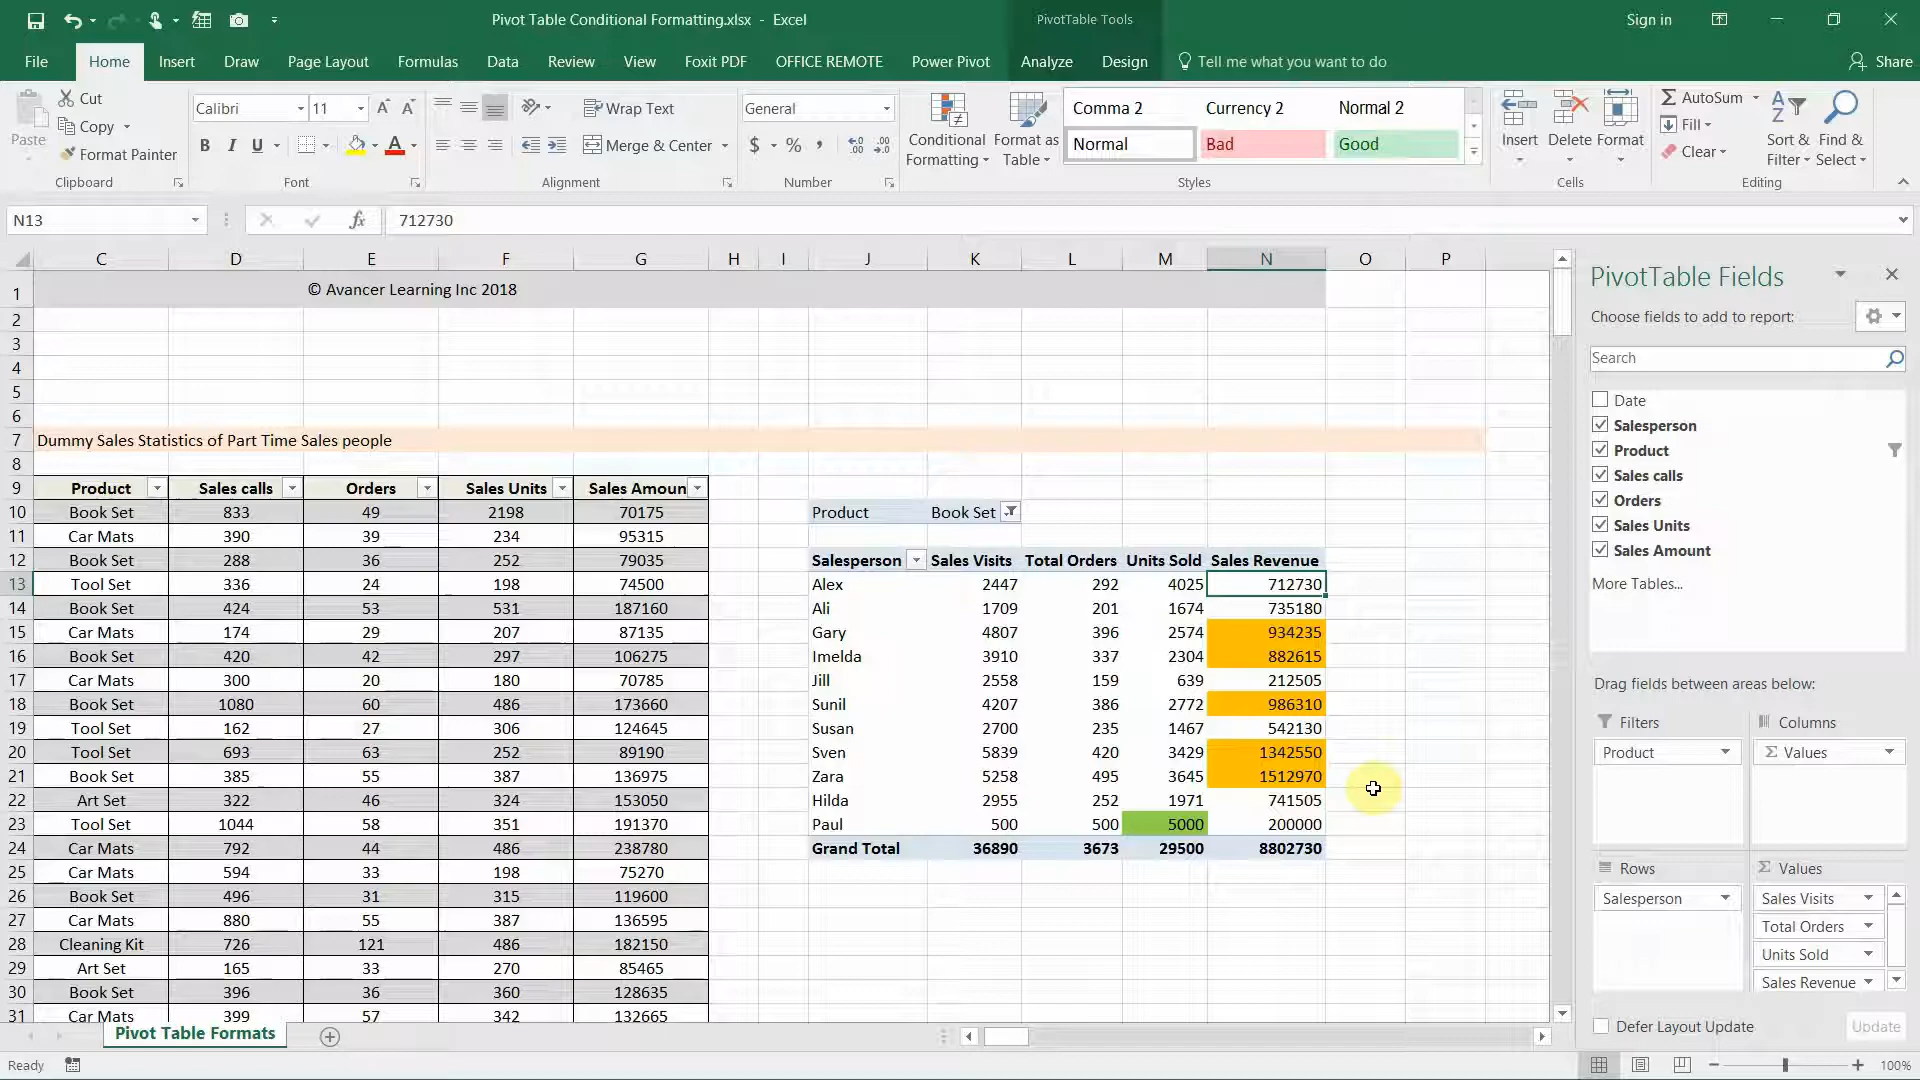 Pivot Table Conditional Formatting.xlsx - Excel
PivotTable Tools
Sign in
File Home Insert Draw Page Layout Formulas Data Review View Foxit PDF OFFICE REMOTE Power Pivot Analyze Design Tell me what you want to do Share
Paste
Cut
Copy
Format Painter
Clipboard
Calibri 11
B I U
Font
Wrap Text
Merge & Center
Alignment
General
$ % ,
Number
Conditional Formatting
Format as Table
Comma 2 Currency 2 Normal 2
Normal Bad Good
Styles
Insert Delete Format
Cells
AutoSum
Fill
Clear
Sort & Filter
Find & Select
Editing
N13 fx 712730
C D E F G H I J K L M N O P
1 © Avancer Learning Inc 2018
2
3
4
5
6
7 Dummy Sales Statistics of Part Time Sales people
8
9 Product Sales calls Orders Sales Units Sales Amoun
10 Book Set 833 49 2198 70175 Product Book Set
11 Car Mats 390 39 234 95315
12 Book Set 288 36 252 79035 Salesperson Sales Visits Total Orders Units Sold Sales Revenue
13 Tool Set 336 24 198 74500 Alex 2447 292 4025 712730
14 Book Set 424 53 531 187160 Ali 1709 201 1674 735180
15 Car Mats 174 29 207 87135 Gary 4807 396 2574 934235
16 Book Set 420 42 297 106275 Imelda 3910 337 2304 882615
17 Car Mats 300 20 180 70785 Jill 2558 159 639 212505
18 Book Set 1080 60 486 173660 Sunil 4207 386 2772 986310
19 Tool Set 162 27 306 124645 Susan 2700 235 1467 542130
20 Tool Set 693 63 252 89190 Sven 5839 420 3429 1342550
21 Book Set 385 55 387 136975 Zara 5258 495 3645 1512970
22 Art Set 322 46 324 153050 Hilda 2955 252 1971 741505
23 Tool Set 1044 58 351 191370 Paul 500 500 5000 200000
24 Car Mats 792 44 486 238780 Grand Total 36890 3673 29500 8802730
25 Car Mats 594 33 198 75270
26 Book Set 496 31 315 119600
27 Car Mats 880 55 387 136595
28 Cleaning Kit 726 121 486 182150
29 Art Set 165 33 270 85465
30 Book Set 396 36 360 128635
31 Car Mats 399 57 342 132665
Pivot Table Formats
Ready
100%
PivotTable Fields
Choose fields to add to report:
Search
Date
Salesperson
Product
Sales calls
Orders
Sales Units
Sales Amount
More Tables...
Drag fields between areas below:
Filters
Product
Columns
Σ Values
Rows
Salesperson
Σ Values
Sales Visits
Total Orders
Units Sold
Sales Revenue
Defer Layout Update Update